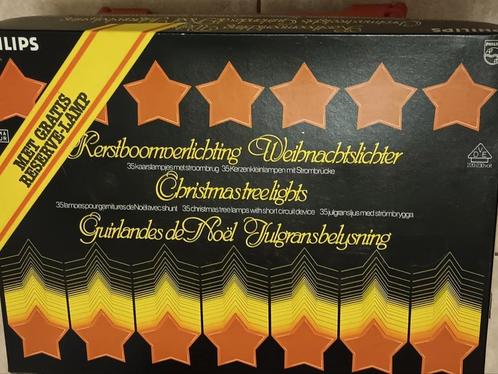 PHILIPS
MET GRATIS
RESERVE-LAMP
Kerstboomverlichting Weihnachtslichter
35 kaarslampjes met stroombrug 35 Kerzenkleinlampen mit Strombrücke
Christmas tree lights
35 lampes pour garnitures de Noël avec shunt 35 christmas tree lamps with short circuit device 35 julgransljus med strömbrygga
Guirlandes de Noël Julgransbelysning